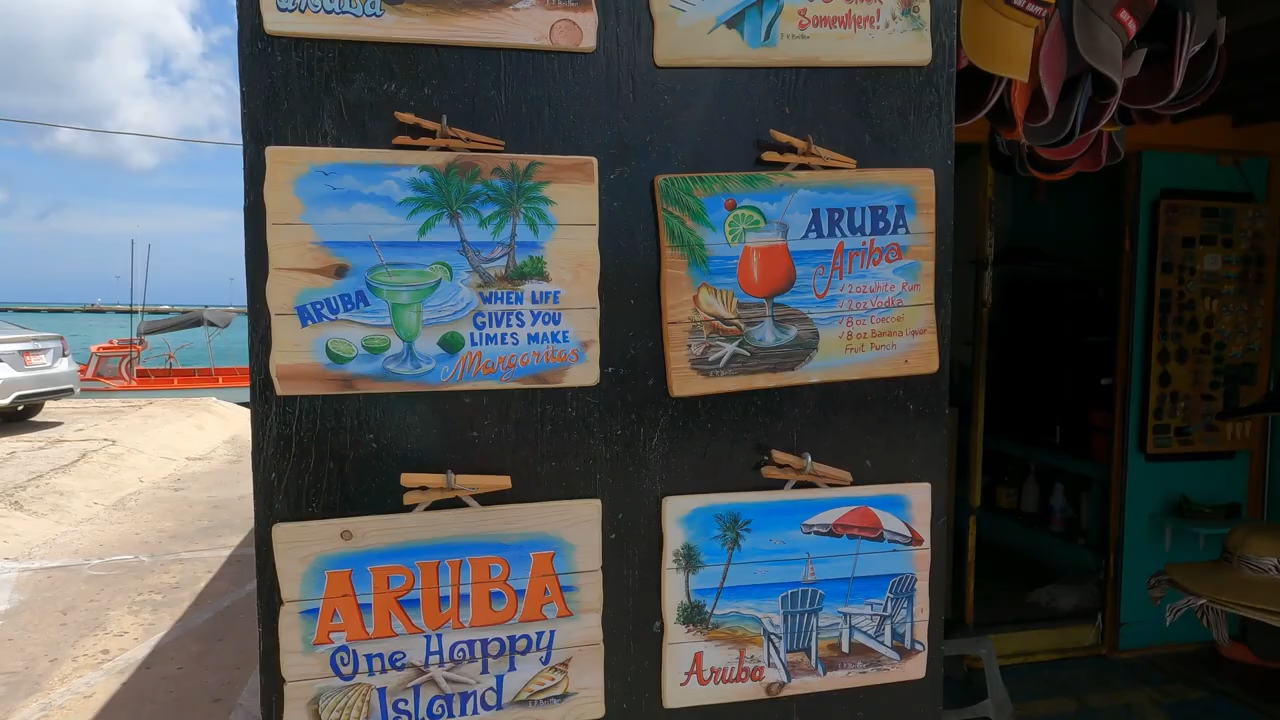 aruba
Somewhere!
ARUBA
WHEN LIFE
GIVES YOU
LIMES MAKE
Margaritas
ARUBA
Ariba
✓ 2 oz White Rum
✓ 2 oz Vodka
✓ 8 oz Coecoei
✓ 8 oz Banana Liquor
Fruit Punch
ARUBA
One Happy
Island
Aruba